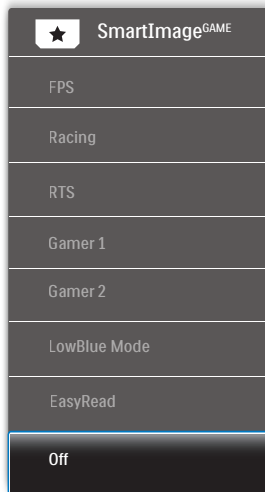 SmartImageGAME
FPS
Racing
RTS
Gamer 1
Gamer 2
LowBlue Mode
EasyRead
Off